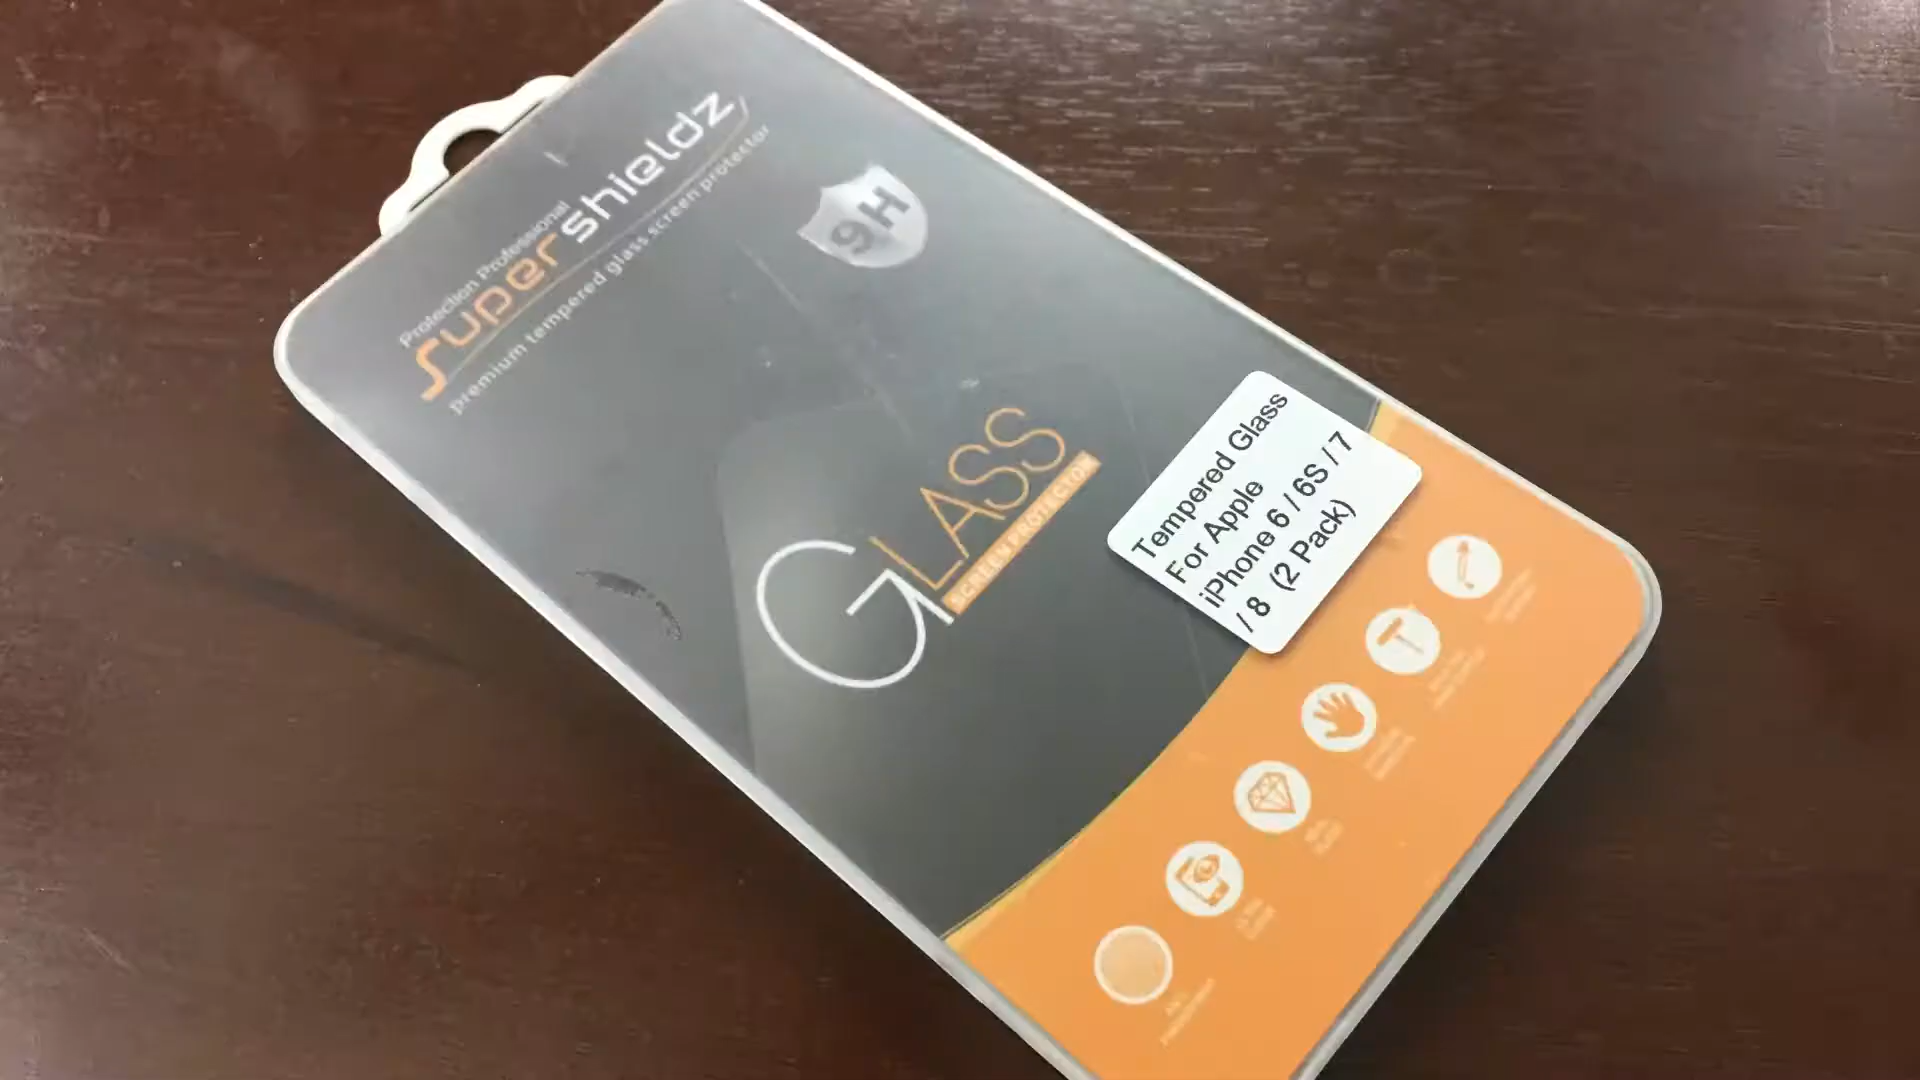 Protection Professional
supershieldz
premium tempered glass screen protector
9H
GLASS
SCREEN PROTECTOR
Tempered Glass
For Apple
iPhone 6 / 6S / 7
/ 8 (2 Pack)